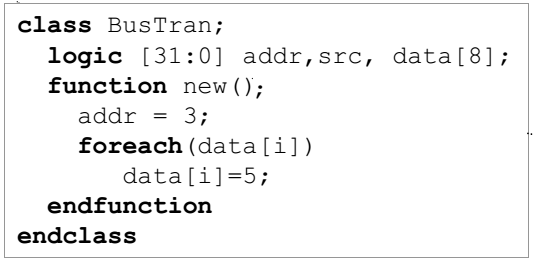 class BusTran;
logic [31:0] addr,src, data[8];
function new();
addr = 3;
foreach(data[i])
data[i]=5;
endfunction
endclass